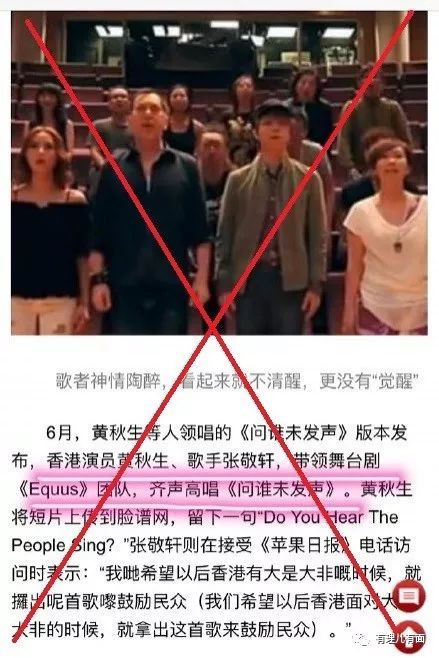 歌者神情陶醉，看起来就不清醒，更没有“觉醒”
6月，黄秋生等人领唱的《问谁未发声》版本发
布，香港演员黄秋生、歌手张敬轩，带领舞台剧
《Equus》团队，齐声高唱《问谁未发声》。黄秋生
将短片上传到脸谱网，留下一句“Do You Hear The
People Sing？”张敬轩则在接受《苹果日报》电话访
问时表示：“我哋希望以后香港有大是大非嘅时候，就
攞出呢首歌嚟鼓励民众（我们希望以后香港面对大是
大非的时候，就拿出这首歌来鼓励民众）。”
有理儿有面